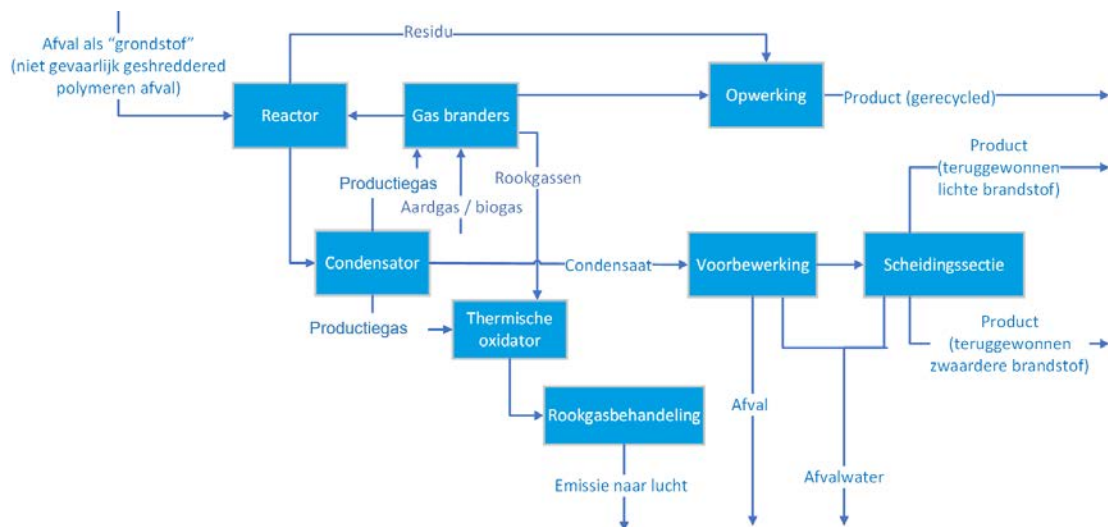 Residu
Afval als “grondstof”
(niet gevaarlijk geshreddered
polymeren afval)
Reactor
Gas branders
Opwerking
Product (gerecycled)
Product
(teruggewonnen
lichte brandstof)
Rookgassen
Productiegas
Aardgas / biogas
Condensator
Condensaat
Voorbewerking
Scheidingssectie
Productiegas
Thermische
oxidator
Product
(teruggewonnen
zwaardere brandstof)
Rookgasbehandeling
Afval
Afvalwater
Emissie naar lucht